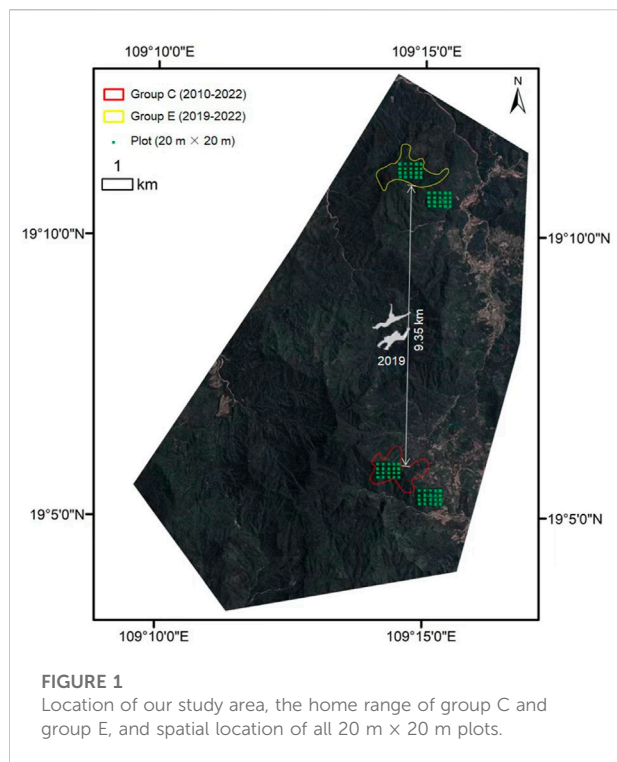 109°10'0"E
109°15'0"E
N
Group C (2010-2022)
Group E (2019-2022)
Plot (20 m × 20 m)
1
km
19°10'0"N
19°10'0"N
9.35 km
2019
19°5'0"N
19°5'0"N
109°10'0"E
109°15'0"E
FIGURE 1
Location of our study area, the home range of group C and
group E, and spatial location of all 20 m × 20 m plots.